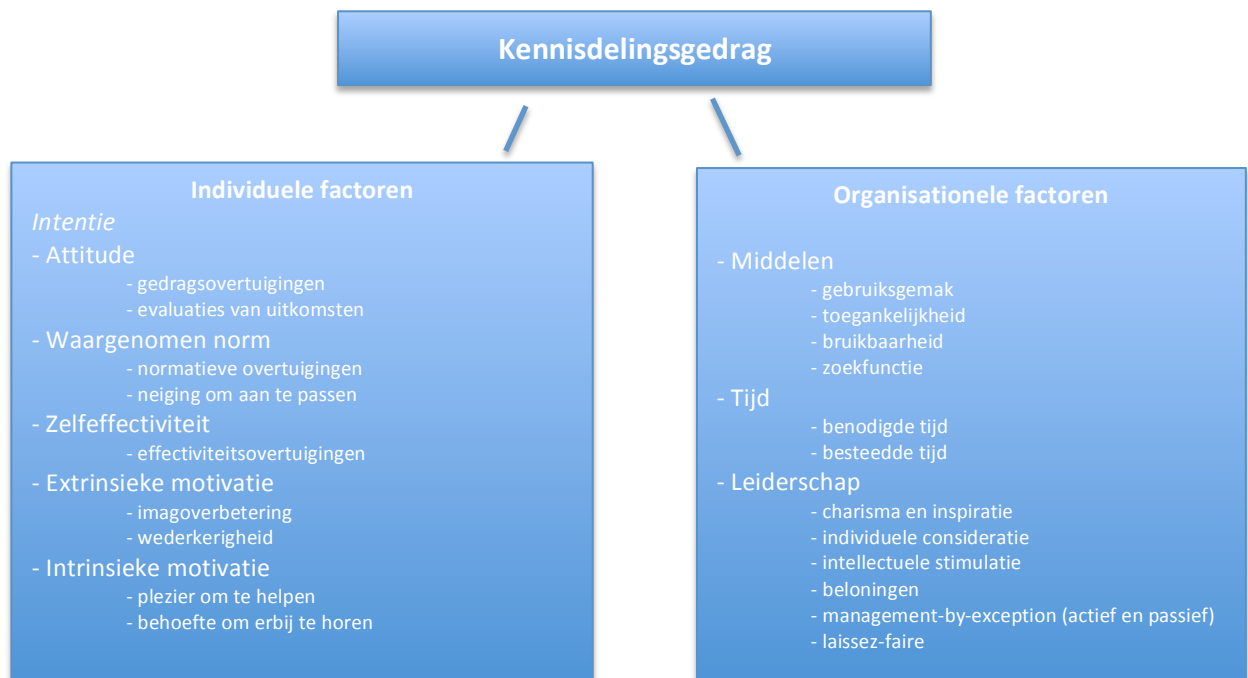 Kennisdelingsgedrag
Individuele factoren
Intentie
- Attitude
- gedragsovertuigingen
- evaluaties van uitkomsten
- Waargenomen norm
- normatieve overtuigingen
- neiging om aan te passen
- Zelfeffectiviteit
- effectiviteitsovertuigingen
- Extrinsieke motivatie
- imagoverbetering
- wederkerigheid
- Intrinsieke motivatie
- plezier om te helpen
- behoefte om erbij te horen
Organisationele factoren
- Middelen
- gebruiksgemak
- toegankelijkheid
- bruikbaarheid
- zoekfunctie
- Tijd
- benodigde tijd
- besteedde tijd
- Leiderschap
- charisma en inspiratie
- individuele consideratie
- intellectuele stimulatie
- beloningen
- management-by-exception (actief en passief)
- laissez-faire